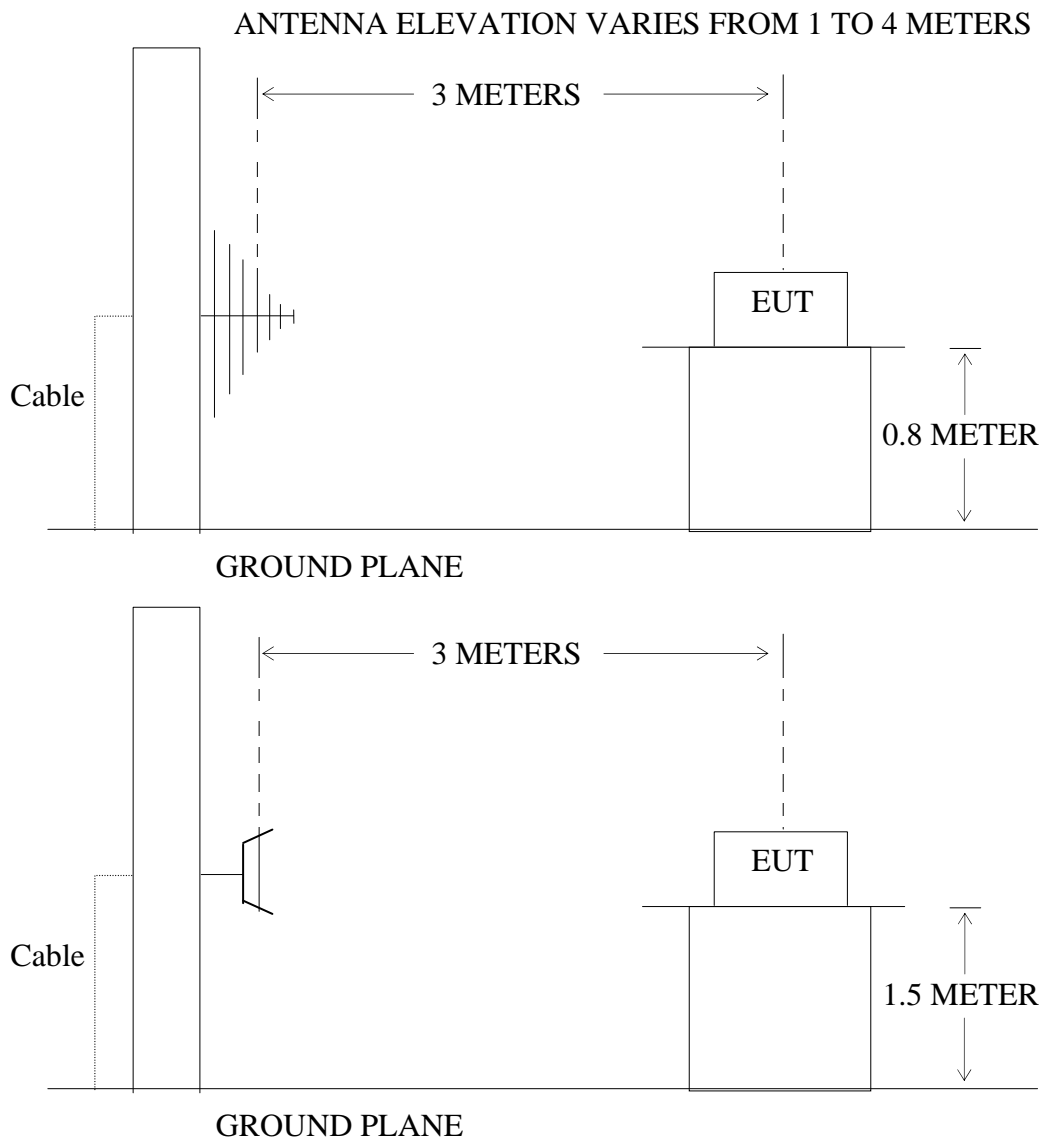 ANTENNA ELEVATION VARIES FROM 1 TO 4 METERS
3 METERS
EUT
Cable
0.8 METER
GROUND PLANE
3 METERS
EUT
Cable
1.5 METER
GROUND PLANE